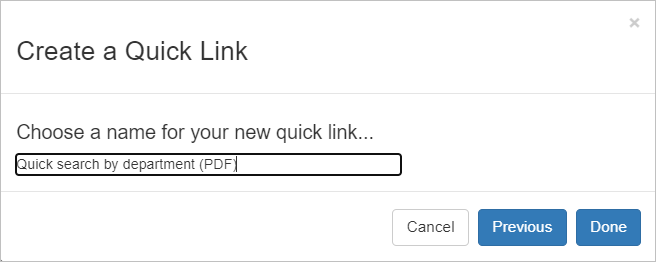 ×
Create a Quick Link
Choose a name for your new quick link...
Quick search by department (PDF)
Cancel Previous Done